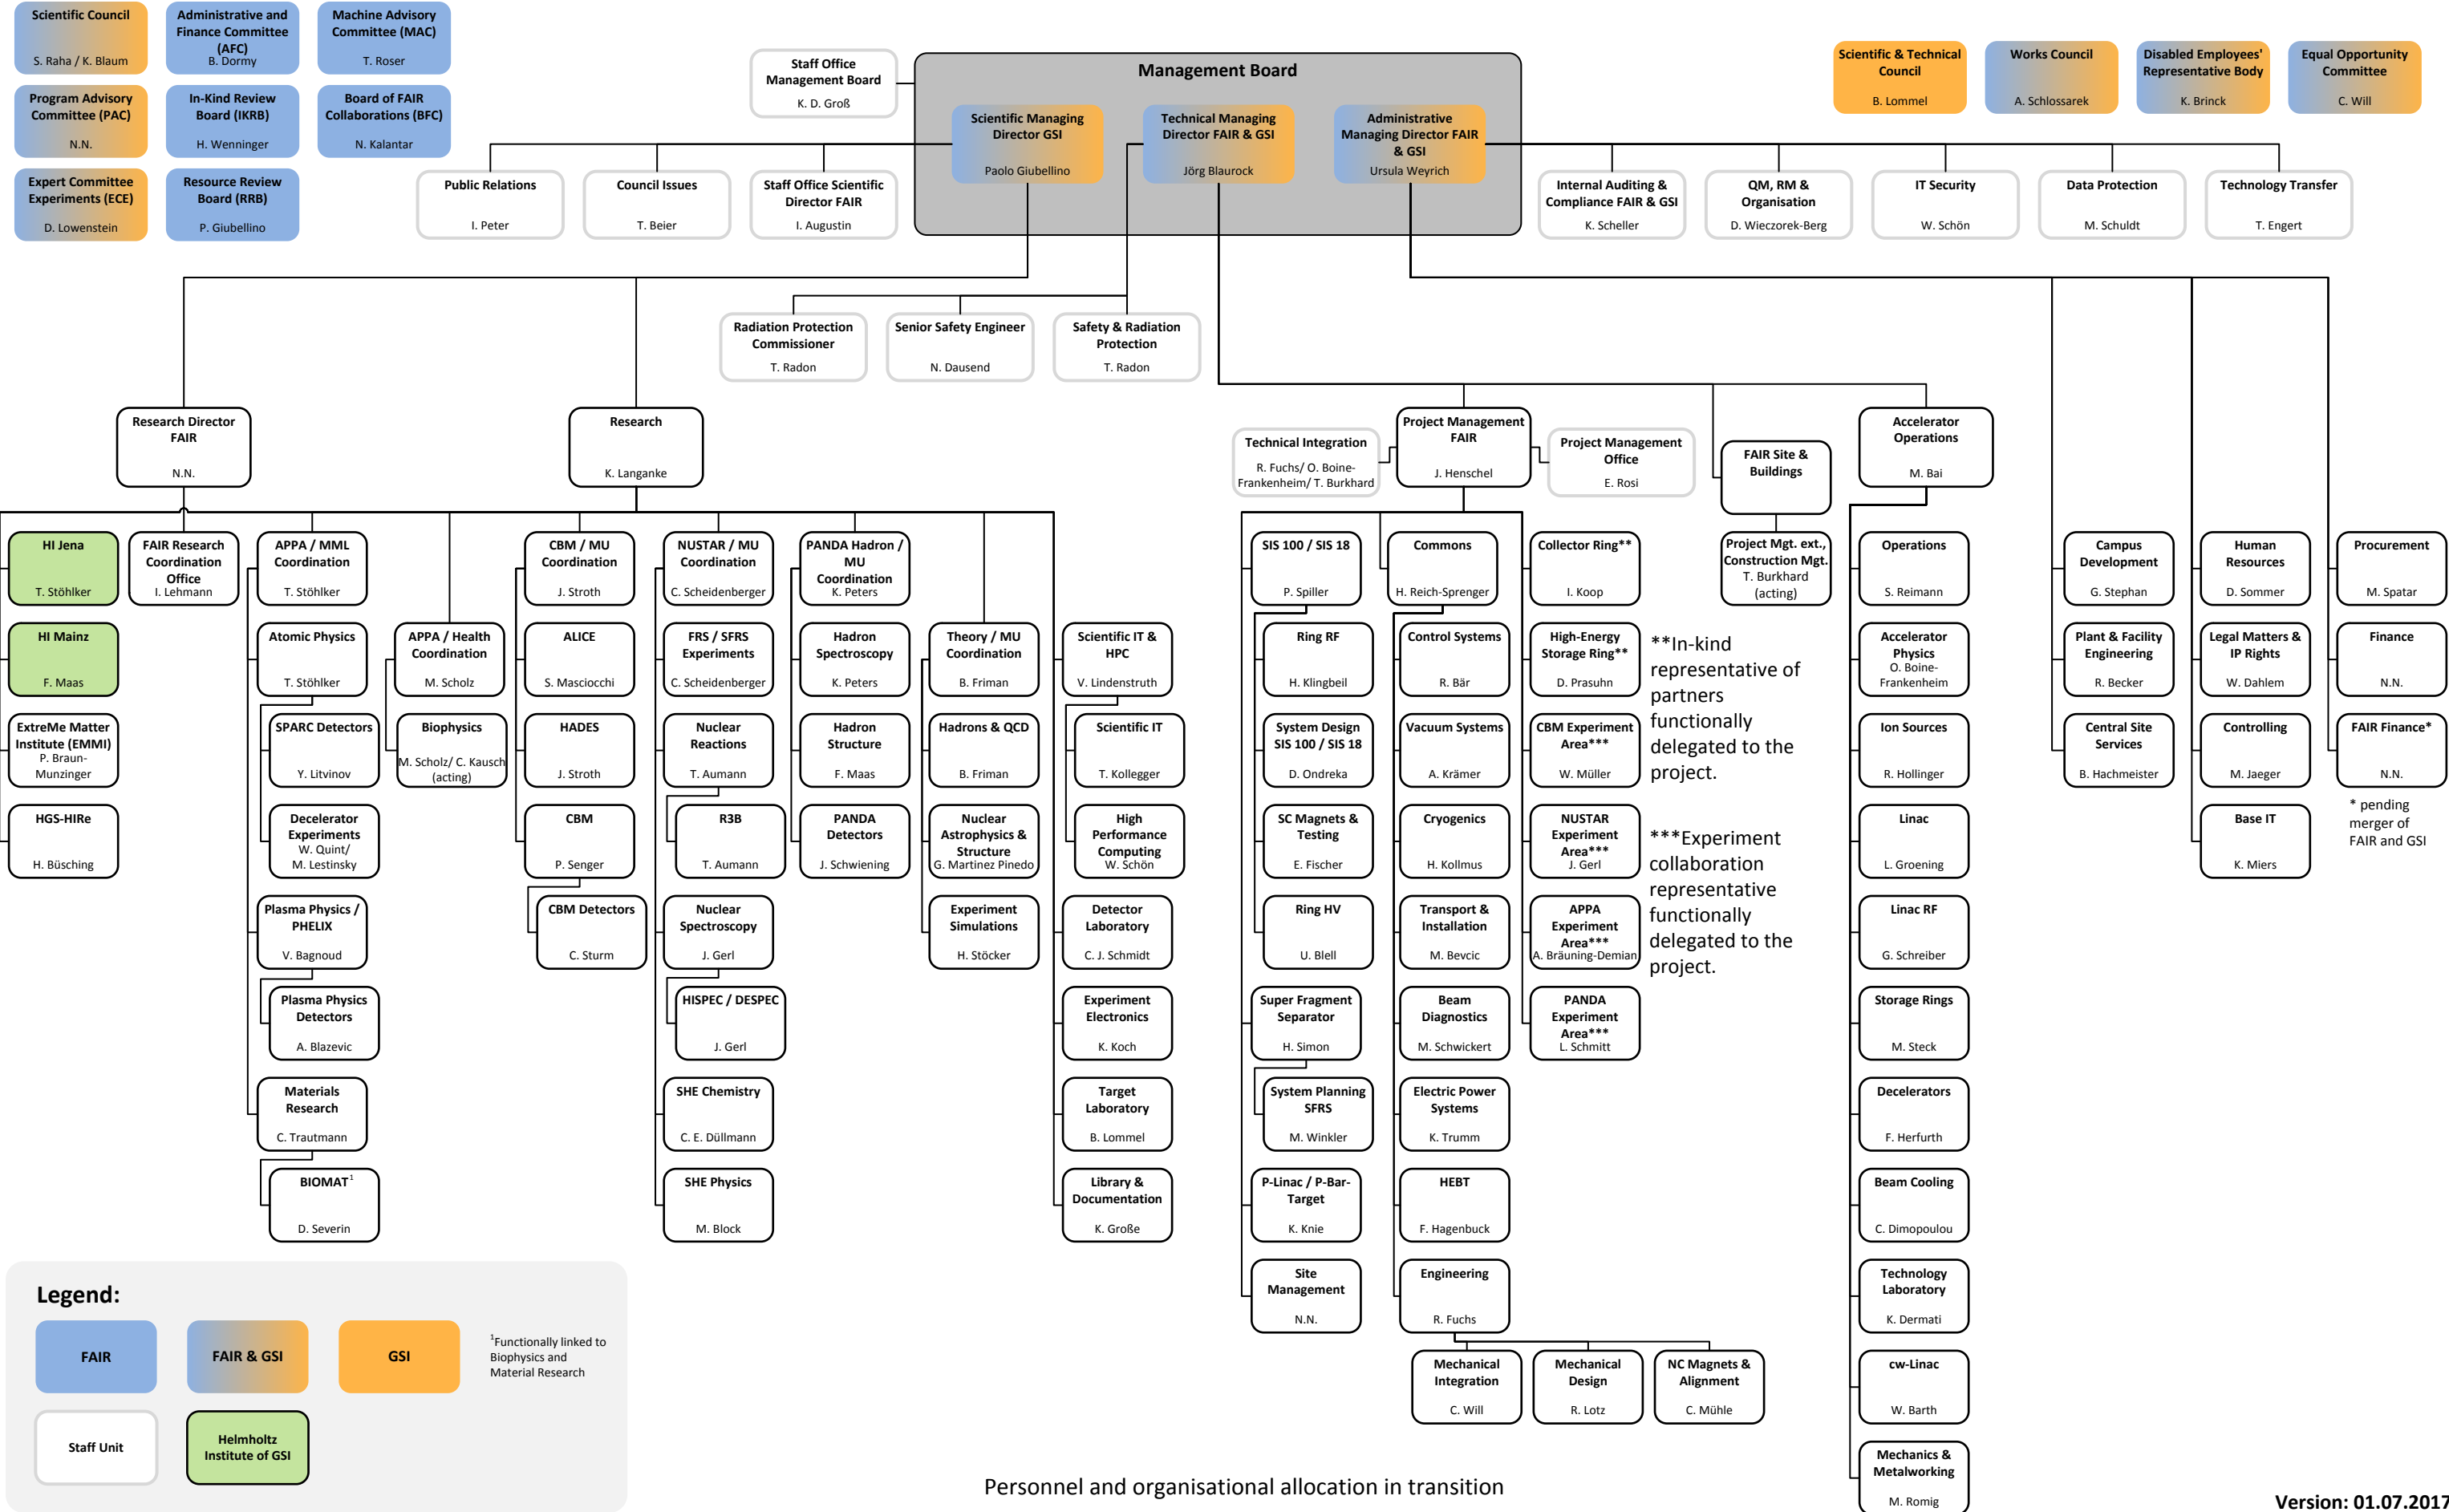 Scientific Council
S. Raha / K. Blaum
Administrative and
Finance Committee
(AFC)
B. Dormy
Machine Advisory
Committee (MAC)
T. Roser
Program Advisory
Committee (PAC)
N.N.
In-Kind Review
Board (IKRB)
H. Wenninger
Board of FAIR
Collaborations (BFC)
N. Kalantar
Expert Committee
Experiments (ECE)
D. Lowenstein
Resource Review
Board (RRB)
P. Giubellino
Staff Office
Management Board
K. D. Groß
Management Board
Scientific Managing
Director GSI
Paolo Giubellino
Technical Managing
Director FAIR & GSI
Jörg Blaurock
Administrative
Managing Director FAIR
& GSI
Ursula Weyrich
Scientific & Technical
Council
B. Lommel
Works Council
A. Schlossarek
Disabled Employees'
Representative Body
K. Brinck
Equal Opportunity
Committee
C. Will
Public Relations
I. Peter
Council Issues
T. Beier
Staff Office Scientific
Director FAIR
I. Augustin
Internal Auditing &
Compliance FAIR & GSI
K. Scheller
QM, RM &
Organisation
D. Wieczorek-Berg
IT Security
W. Schön
Data Protection
M. Schuldt
Technology Transfer
T. Engert
Radiation Protection
Commissioner
T. Radon
Senior Safety Engineer
N. Dausend
Safety & Radiation
Protection
T. Radon
Research Director
FAIR
N.N.
Research
K. Langanke
Technical Integration
R. Fuchs/ O. Boine-
Frankenheim/ T. Burkhard
Project Management
FAIR
J. Henschel
Project Management
Office
E. Rosi
FAIR Site &
Buildings
Accelerator
Operations
M. Bai
HI Jena
T. Stöhlker
HI Mainz
F. Maas
ExtreMe Matter
Institute (EMMI)
P. Braun-
Munzinger
HGS-HIRe
H. Büsching
FAIR Research
Coordination
Office
I. Lehmann
APPA / MML
Coordination
T. Stöhlker
Atomic Physics
T. Stöhlker
SPARC Detectors
Y. Litvinov
Decelerator
Experiments
W. Quint/
M. Lestinsky
Plasma Physics /
PHELIX
V. Bagnoud
Plasma Physics
Detectors
A. Blazevic
Materials
Research
C. Trautmann
BIOMAT¹
D. Severin
APPA / Health
Coordination
M. Scholz
Biophysics
M. Scholz/ C. Kausch
(acting)
CBM / MU
Coordination
J. Stroth
ALICE
S. Masciocchi
HADES
J. Stroth
CBM
P. Senger
CBM Detectors
C. Sturm
NUSTAR / MU
Coordination
C. Scheidenberger
FRS / SFRS
Experiments
C. Scheidenberger
Nuclear
Reactions
T. Aumann
R3B
T. Aumann
Nuclear
Spectroscopy
J. Gerl
HISPEC / DESPEC
J. Gerl
SHE Chemistry
C. E. Düllmann
SHE Physics
M. Block
PANDA Hadron /
MU
Coordination
K. Peters
Hadron
Spectroscopy
K. Peters
Hadron
Structure
F. Maas
PANDA
Detectors
J. Schwiening
Theory / MU
Coordination
B. Friman
Hadrons & QCD
B. Friman
Nuclear
Astrophysics &
Structure
G. Martinez Pinedo
Experiment
Simulations
H. Stöcker
Scientific IT &
HPC
V. Lindenstruth
Scientific IT
T. Kollegger
High
Performance
Computing
W. Schön
Detector
Laboratory
C. J. Schmidt
Experiment
Electronics
K. Koch
Target
Laboratory
B. Lommel
Library &
Documentation
K. Große
SIS 100 / SIS 18
P. Spiller
Ring RF
H. Klingbeil
System Design
SIS 100 / SIS 18
D. Ondreka
SC Magnets &
Testing
E. Fischer
Ring HV
U. Blell
Super Fragment
Separator
H. Simon
System Planning
SFRS
M. Winkler
P-Linac / P-Bar-
Target
K. Knie
Site
Management
N.N.
Commons
H. Reich-Sprenger
Control Systems
R. Bär
Vacuum Systems
A. Krämer
Cryogenics
H. Kollmus
Transport &
Installation
M. Bevcic
Beam
Diagnostics
M. Schwickert
Electric Power
Systems
K. Trumm
HEBT
F. Hagenbuck
Engineering
R. Fuchs
Mechanical
Integration
C. Will
Mechanical
Design
R. Lotz
NC Magnets &
Alignment
C. Mühle
Collector Ring**
I. Koop
High-Energy
Storage Ring**
D. Prasuhn
CBM Experiment
Area***
W. Müller
NUSTAR
Experiment
Area***
J. Gerl
APPA
Experiment
Area***
A. Bräuning-Demian
PANDA
Experiment
Area***
L. Schmitt
**In-kind
representative of
partners
functionally
delegated to the
project.
***Experiment
collaboration
representative
functionally
delegated to the
project.
Project Mgt. ext.,
Construction Mgt.
T. Burkhard
(acting)
Operations
S. Reimann
Accelerator
Physics
O. Boine-
Frankenheim
Ion Sources
R. Hollinger
Linac
L. Groening
Linac RF
G. Schreiber
Storage Rings
M. Steck
Decelerators
F. Herfurth
Beam Cooling
C. Dimopoulou
Technology
Laboratory
K. Dermati
cw-Linac
W. Barth
Mechanics &
Metalworking
M. Romig
Campus
Development
G. Stephan
Plant & Facility
Engineering
R. Becker
Central Site
Services
B. Hachmeister
Human
Resources
D. Sommer
Legal Matters &
IP Rights
W. Dahlem
Controlling
M. Jaeger
Base IT
K. Miers
Procurement
M. Spatar
Finance
N.N.
FAIR Finance*
N.N.
* pending
merger of
FAIR and GSI
Legend:
FAIR
FAIR & GSI
GSI
¹Functionally linked to
Biophysics and
Material Research
Staff Unit
Helmholtz
Institute of GSI
Personnel and organisational allocation in transition
Version: 01.07.2017